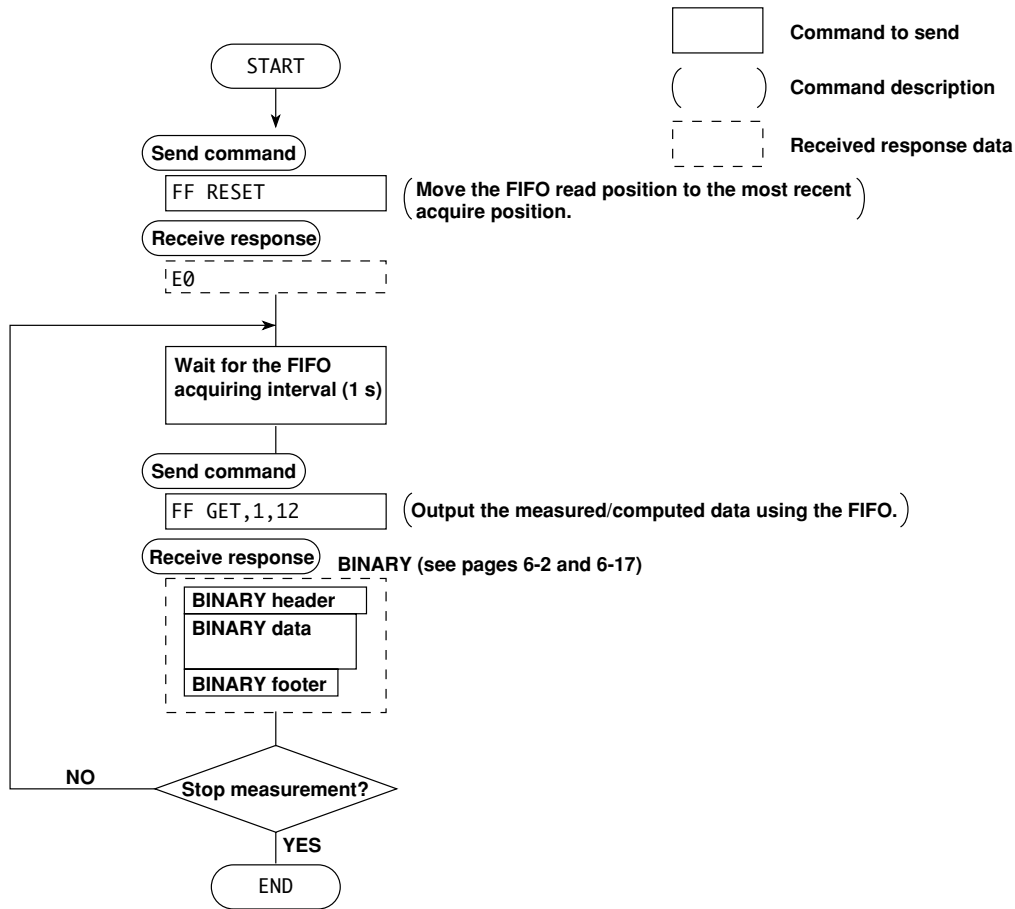 START
Command to send
Command description
Received response data
Send command
FF RESET
Move the FIFO read position to the most recent
acquire position.
Receive response
E0
Wait for the FIFO
acquiring interval (1 s)
Send command
FF GET,1,12
Output the measured/computed data using the FIFO.
Receive response
BINARY (see pages 6-2 and 6-17)
BINARY header
BINARY data
BINARY footer
NO
Stop measurement?
YES
END